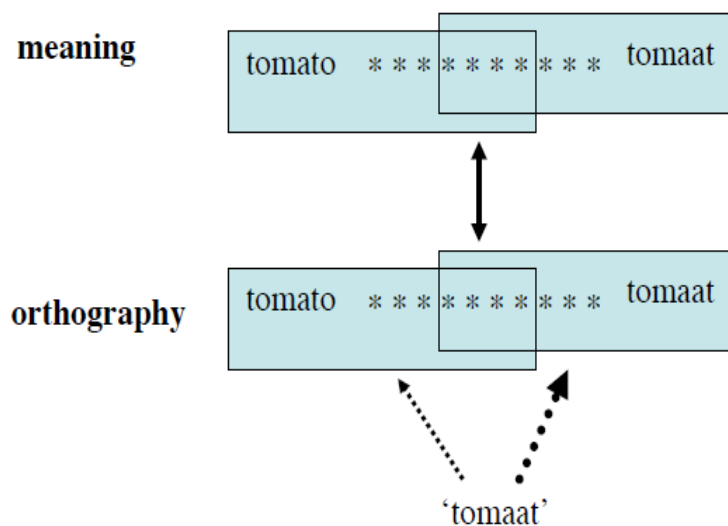 meaning
tomato * * * * * * * * * * tomaat
orthography
tomato * * * * * * * * * * tomaat
‘tomaat’